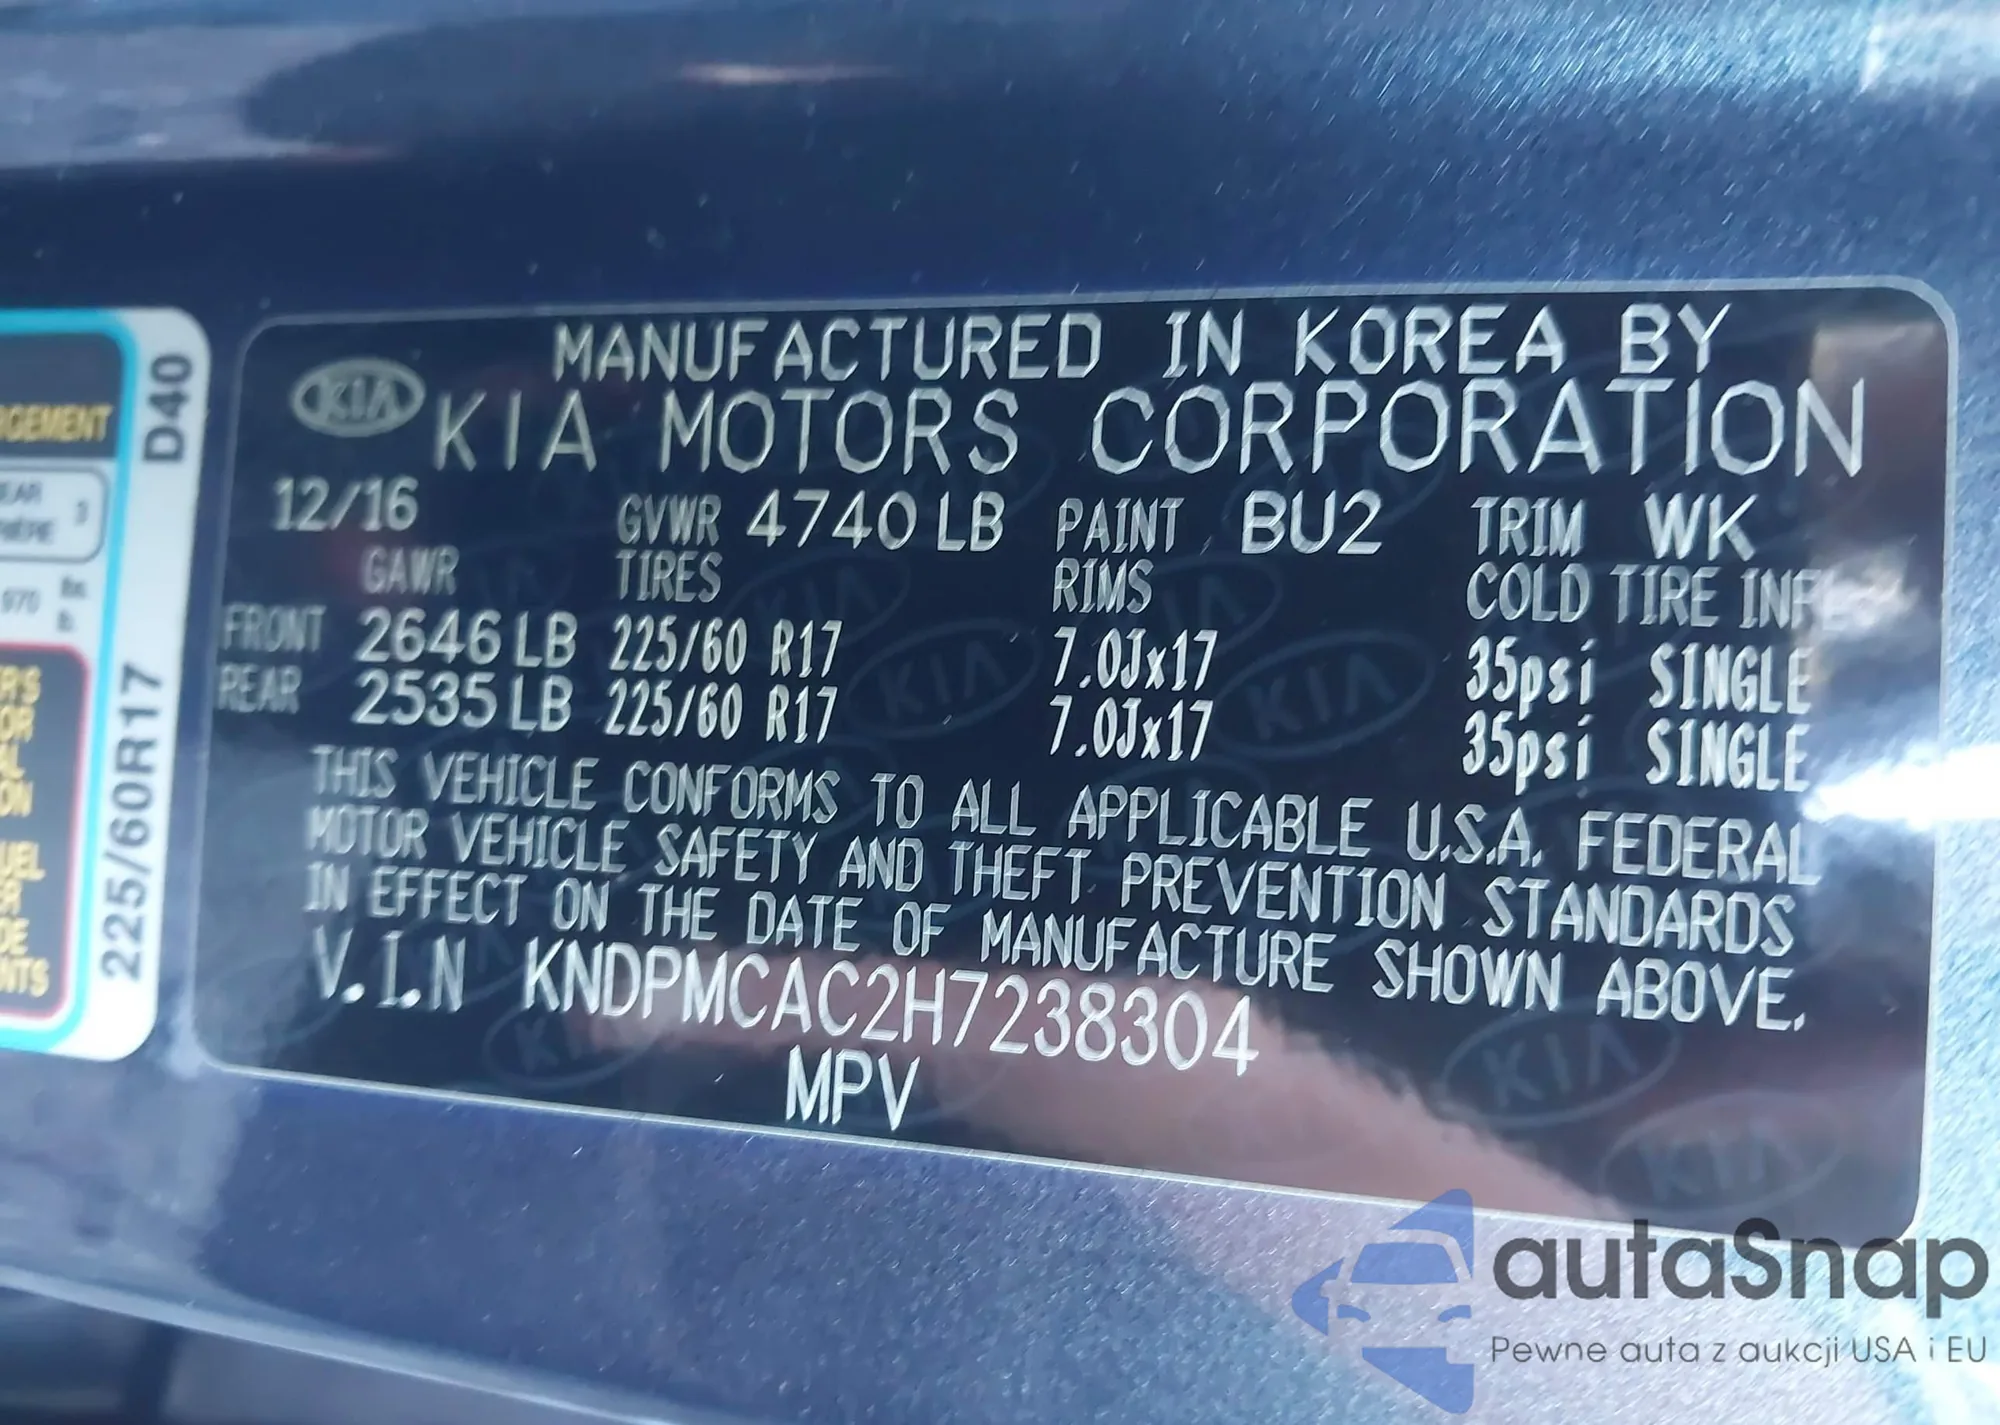 KIA
MANUFACTURED IN KOREA BY
KIA MOTORS CORPORATION
12/16 GVWR 4740 LB PAINT BU2 TRIM WK
GAWR TIRES RIMS COLD TIRE INFL
FRONT 2646 LB 225/60 R17 7.0Jx17 35psi SINGLE
REAR 2535 LB 225/60 R17 7.0Jx17 35psi SINGLE
THIS VEHICLE CONFORMS TO ALL APPLICABLE U.S.A. FEDERAL
MOTOR VEHICLE SAFETY AND THEFT PREVENTION STANDARDS
IN EFFECT ON THE DATE OF MANUFACTURE SHOWN ABOVE.
V.I.N KNDPMCAC2H7238304
MPV
D40
225/60R17
3
970
autaSnap
Pewne auta z aukcji USA i EU